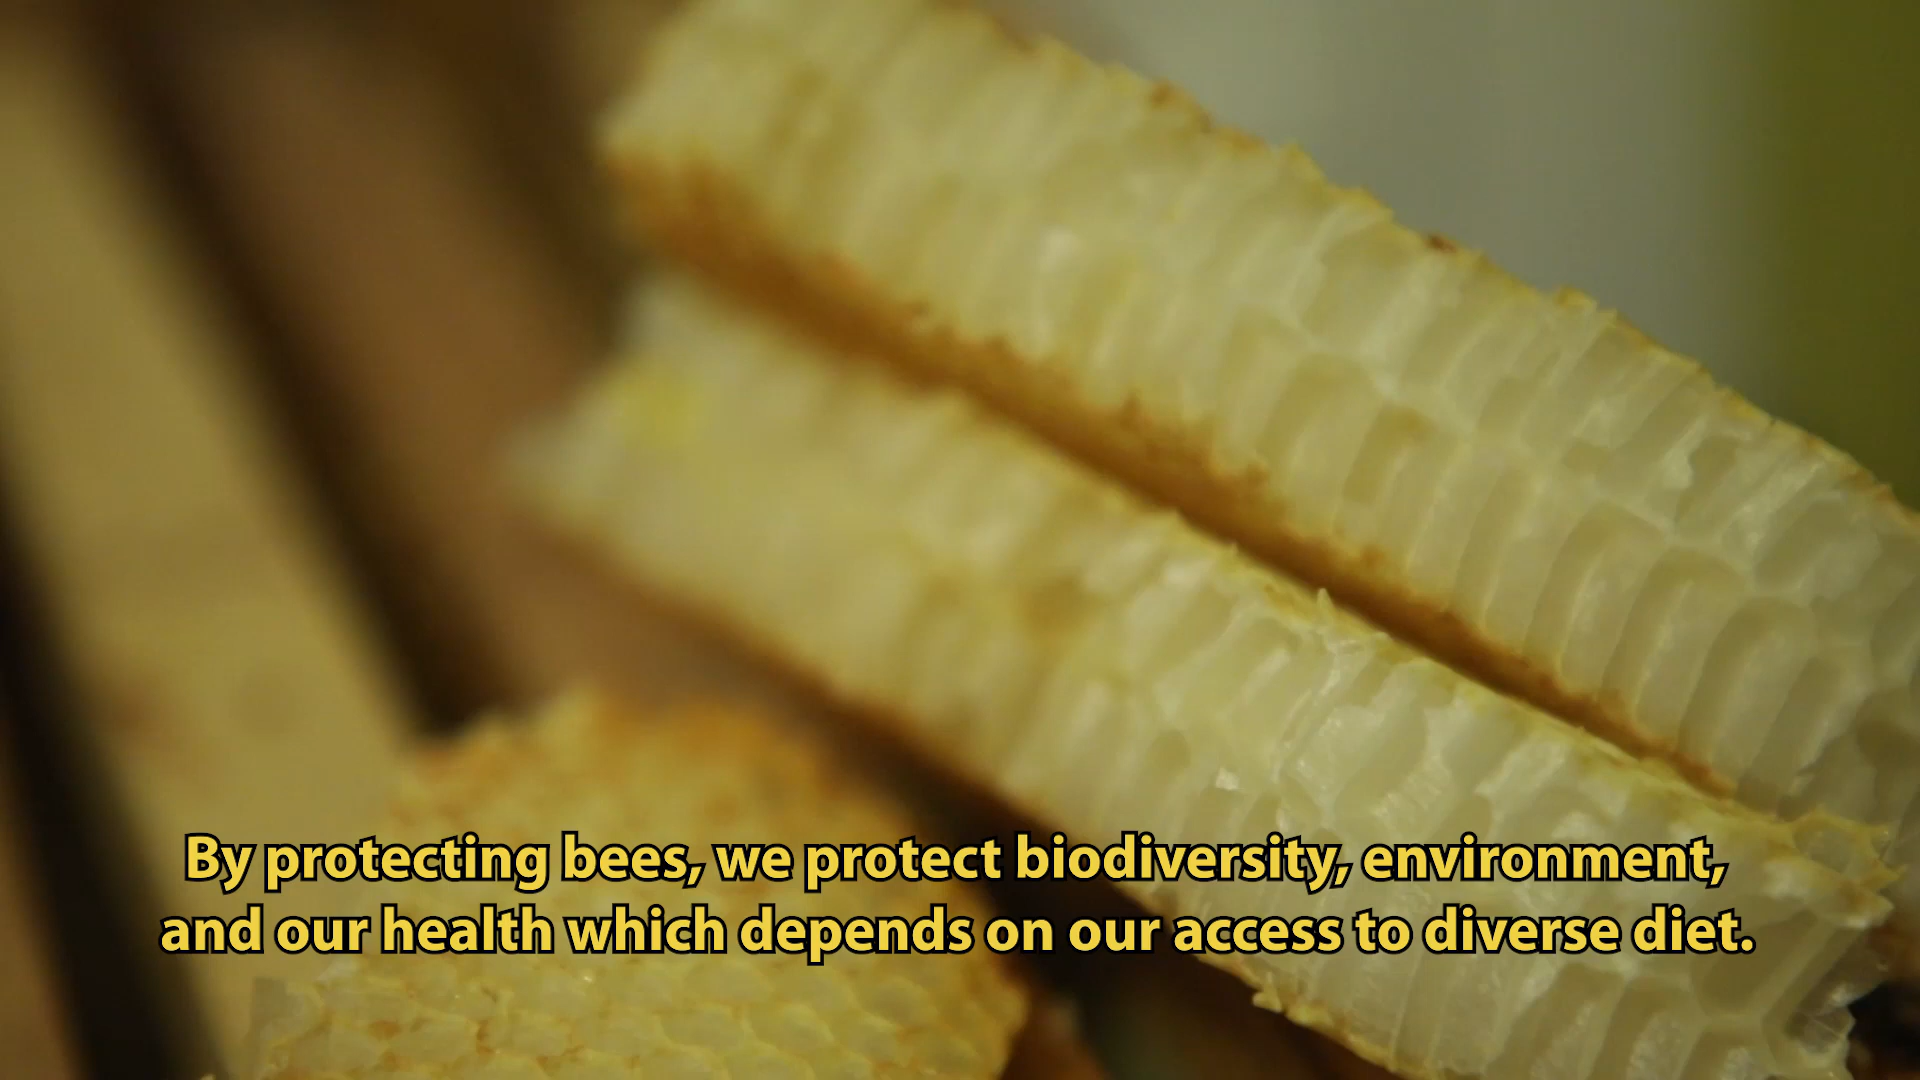 By protecting bees, we protect biodiversity, environment,
and our health which depends on our access to diverse diet.